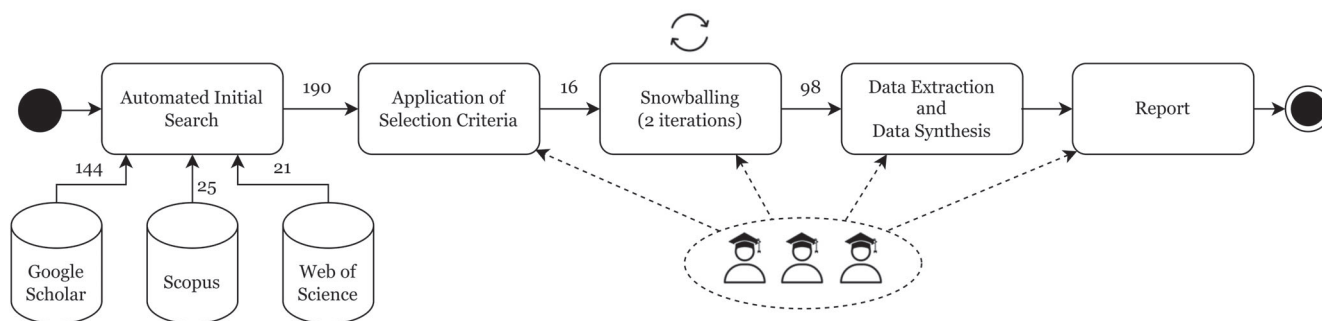 Automated Initial
Search
190
Application of
Selection Criteria
16
Snowballing
(2 iterations)
98
Data Extraction
and
Data Synthesis
Report
144
25
21
Google
Scholar
Scopus
Web of
Science